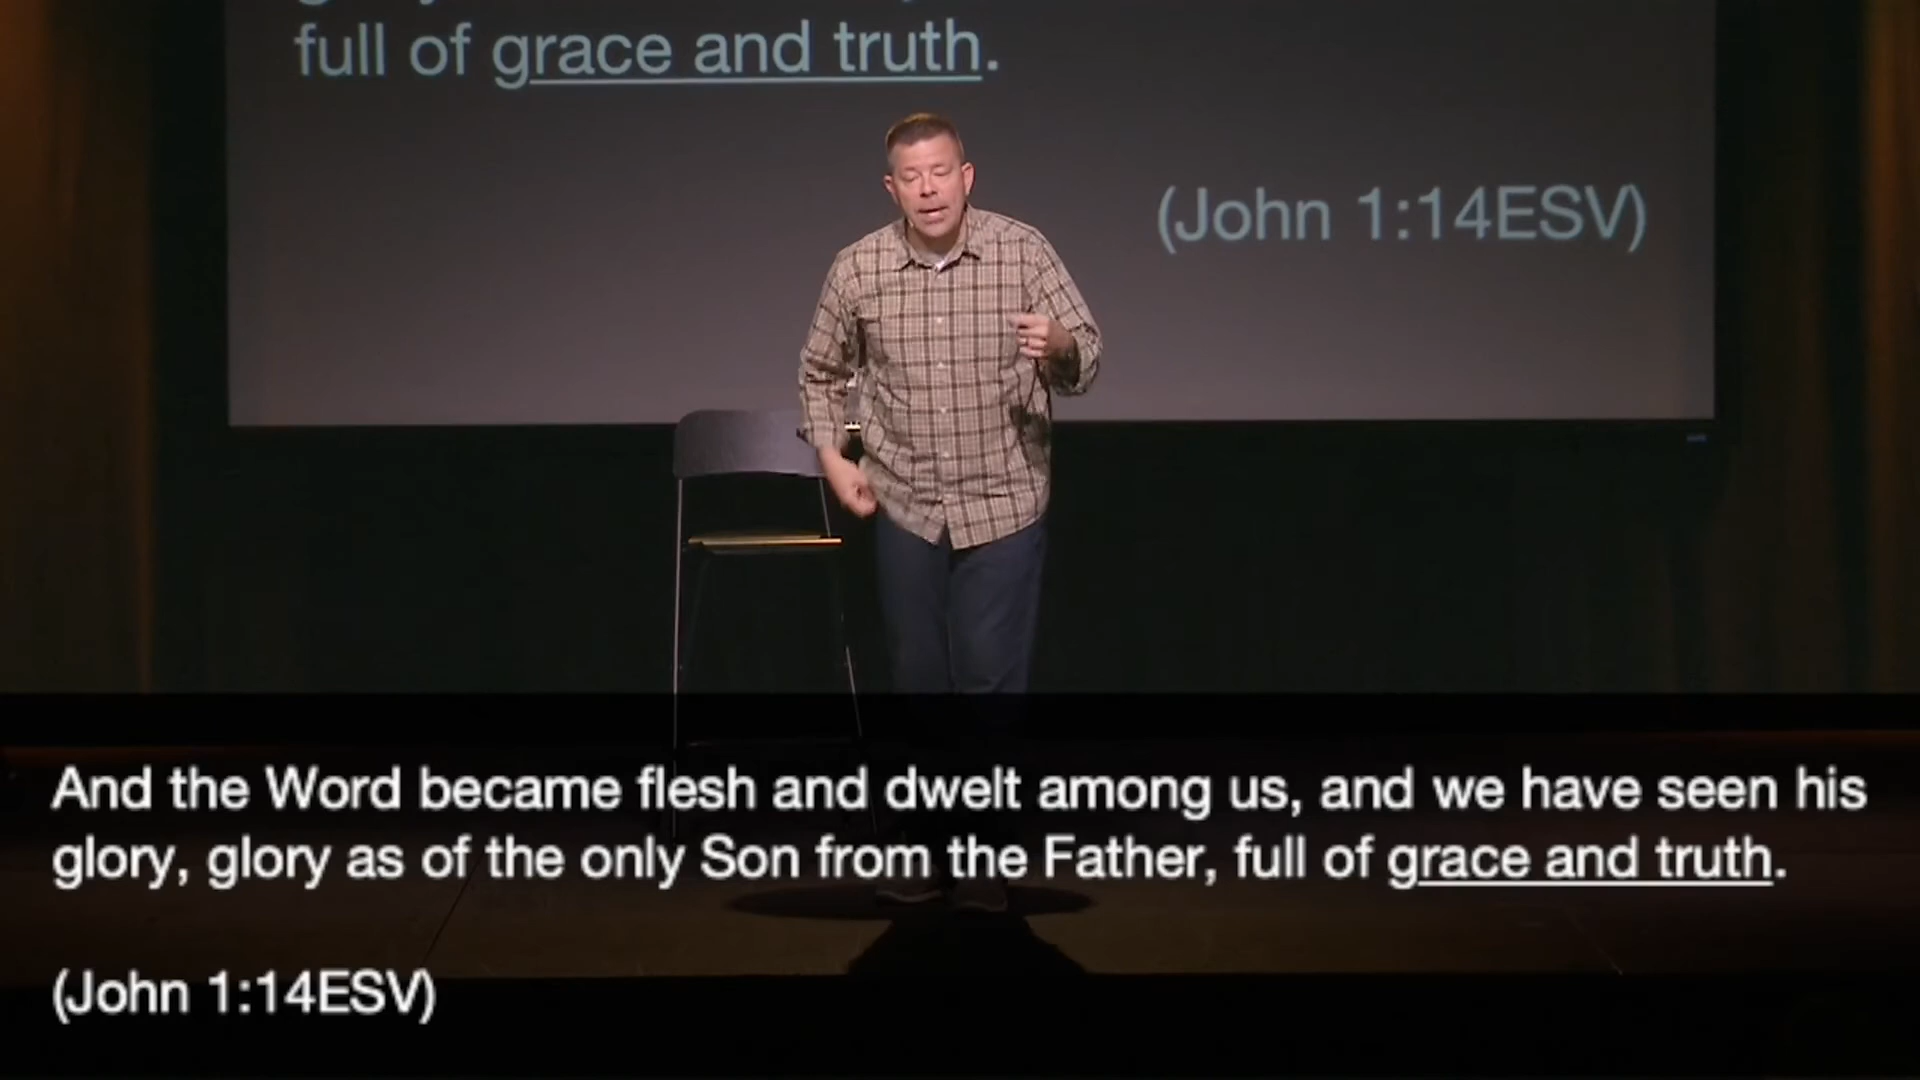 full of grace and truth.
(John 1:14ESV)
And the Word became flesh and dwelt among us, and we have seen his
glory, glory as of the only Son from the Father, full of grace and truth.
(John 1:14ESV)